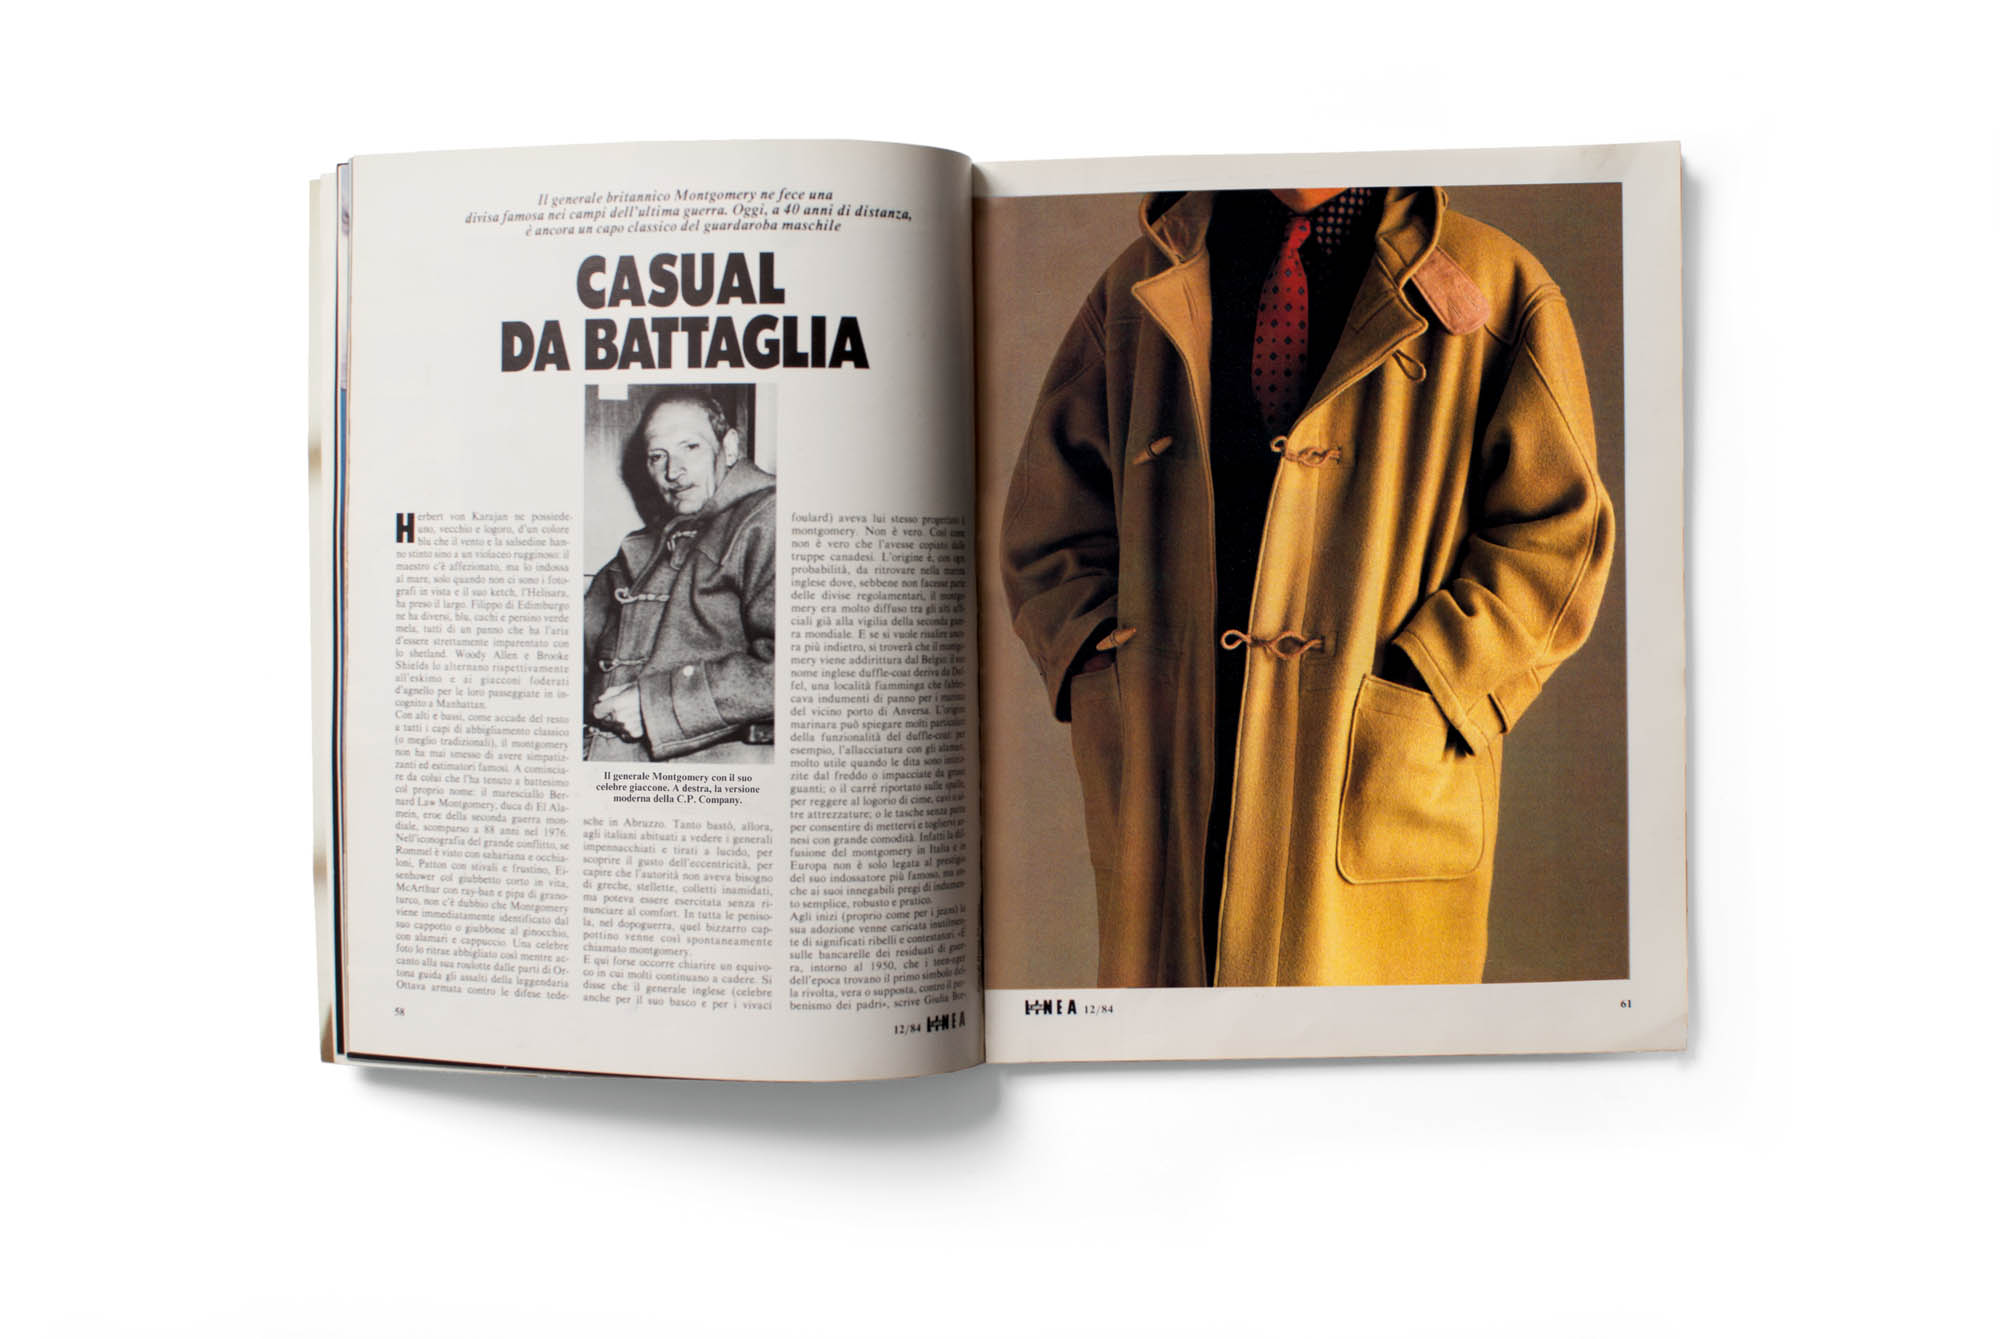 Il generale britannico Montgomery ne fece una
divisa famosa nei campi dell'ultima guerra. Oggi, a 40 anni di distanza,
è ancora un capo classico del guardaroba maschile
CASUAL
DA BATTAGLIA
Herbert von Karajan ne possiede-
uno, vecchio e logoro, d'un colore
blu che il vento e la salsedine han-
no stinto sino a un violaceo rugginoso: il
maestro c'è affezionato, ma lo indossa
al mare, solo quando non ci sono i foto-
grafi in vista e il suo ketch, l'Helisara,
ha preso il largo. Filippo di Edimburgo
ne ha diversi, blu, cachi e persino verde
mela, tutti di un panno che ha l'aria
d'essere strettamente imparentato con
lo shetland. Woody Allen e Brooke
Shields lo alternano rispettivamente
all'eskimo e ai giacconi foderati
d'agnello per le loro passeggiate in in-
cognito a Manhattan.
Con alti e bassi, come accade del resto
a tutti i capi di abbigliamento classico
(o meglio tradizionali), il montgomery
non ha mai smesso di avere simpatiz-
zanti ed estimatori famosi. A comincia-
re da colui che l'ha tenuto a battesimo
col proprio nome: il maresciallo Ber-
nard Law Montgomery, duca di El Ala-
mein, eroe della seconda guerra mon-
diale, scomparso a 88 anni nel 1976.
Nell'iconografia del grande conflitto, se
Rommel è visto con sahariana e occhia-
loni, Patton con stivali e frustino, Ei-
senhower col giubbetto corto in vita,
McArthur con ray-ban e pipa di grano-
turco, non c'è dubbio che Montgomery
viene immediatamente identificato dal
suo cappotto o giubbone al ginocchio,
con alamari e cappuccio. Una celebre
foto lo ritrae abbigliato così mentre ac-
canto alla sua roulotte dalle parti di Or-
tona guida gli assalti della leggendaria
Ottava armata contro le difese tede-
58
Il generale Montgomery con il suo
celebre giaccone. A destra, la versione
moderna della C.P. Company.
sche in Abruzzo. Tanto bastò, allora,
agli italiani abituati a vedere i generali
impennacchiati e tirati a lucido, per
scoprire il gusto dell'eccentricità, per
capire che l'autorità non aveva bisogno
di greche, stellette, colletti inamidati,
ma poteva essere esercitata senza ri-
nunciare al comfort. In tutta le peniso-
la, nel dopoguerra, quel bizzarro cap-
pottino venne così spontaneamente
chiamato montgomery.
E qui forse occorre chiarire un equivo-
co in cui molti continuano a cadere. Si
disse che il generale inglese (celebre
anche per il suo basco e per i vivaci
foulard) aveva lui stesso progettato il
montgomery. Non è vero. Così come
non è vero che l'avesse copiato dalle
truppe canadesi. L'origine è, con ogni
probabilità, da ritrovare nella marina
inglese dove, sebbene non facesse parte
delle divise regolamentari, il montgo-
mery era molto diffuso tra gli alti uffi-
ciali già alla vigilia della seconda guer-
ra mondiale. E se si vuole risalire anco-
ra più indietro, si troverà che il montgo-
mery viene addirittura dal Belgio: il suo
nome inglese duffle-coat deriva da Duf-
fel, una località fiamminga che fabbri-
cava indumenti di panno per i marinai
del vicino porto di Anversa. L'origine
marinara può spiegare molti particolari
della funzionalità del duffle-coat: per
esempio, l'allacciatura con gli alamari,
molto utile quando le dita sono intiriz-
zite dal freddo o impacciate da grossi
guanti; o il carré riportato sulle spalle,
per reggere al logorio di cime, cavi o al-
tre attrezzature; o le tasche senza patte
per consentire di mettervi e togliervi ar-
nesi con grande comodità. Infatti la dif-
fusione del montgomery in Italia e in
Europa non è solo legata al prestigio
del suo indossatore più famoso, ma an-
che ai suoi innegabili pregi di indumen-
to semplice, robusto e pratico.
Agli inizi (proprio come per i jeans) la
sua adozione venne caricata inutilmen-
te di significati ribelli e contestatori. «È
sulle bancarelle dei residuati di guer-
ra, intorno al 1950, che i teen-ager
dell'epoca trovano il primo simbolo del-
la rivolta, vera o supposta, contro il per-
benismo dei padri», scrive Giulia Bor-
12/84 LINEA
LINEA 12/84
61